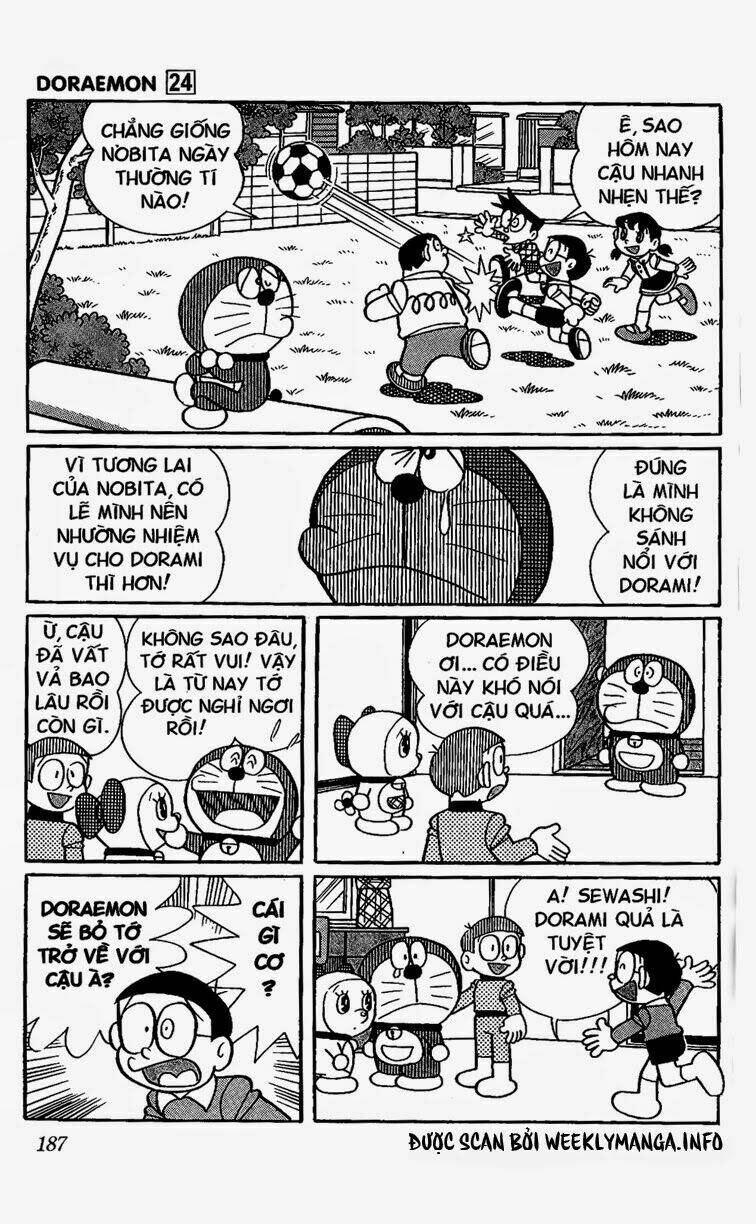 DORAEMON 24
Ê, SAO
HÔM NAY
CẬU NHANH
NHẸN THẾ?
CHẲNG GIỐNG
NÒBITA NGÀY
THƯỜNG TÍ
NÀO!
ĐÚNG
LÀ MÌNH
KHÔNG
SÁNH
NỔI VỚI
DORAMI!
VÌ TƯƠNG LAI
CỦA NOBITA, CÓ
LẼ MÌNH NÊN
NHƯỜNG NHIỆM
VỤ CHO DORAMI
THÌ HƠN!
DORAEMON
ƠI... CÓ ĐIỀU
NÀY KHÓ NÓI
VỚI CẬU QUÁ...
KHÔNG SAO ĐÂU,
TỚ RẤT VUI! VẬY
LÀ TỪ NAY TỚ
ĐƯỢC NGHỈ NGƠI
RỒI!
Ừ, CẬU
ĐÃ VẤT
VẢ BAO
LÂU RỒI
CÒN GÌ.
A! SEWASHI!
DORAMI QUẢ LÀ
TUYỆT
VỜI!!!
CÁI
GÌ
CƠ
?
DORAEMON
SẼ BỎ TỚ
TRỞ VỀ VỚI
CẬU À?
187
ĐƯỢC SCAN BỞI WEEKLYMANGA.INFO